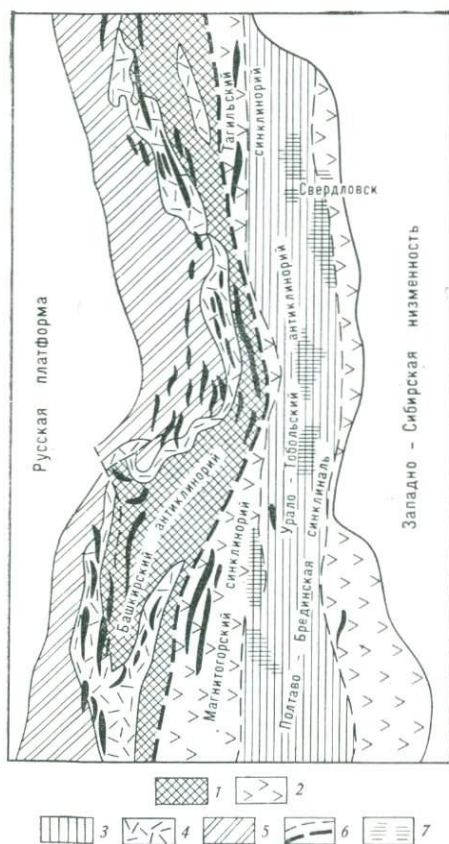 Русская платформа
Башкирский антиклинорий
Тагильский
синклинорий
Свердловск
Магнитогорский синклинорий
Урало - Тобольский антиклинорий
Полтаво - Брединская синклиналь
Западно - Сибирская низменность
1 2
3 4 5 6 7